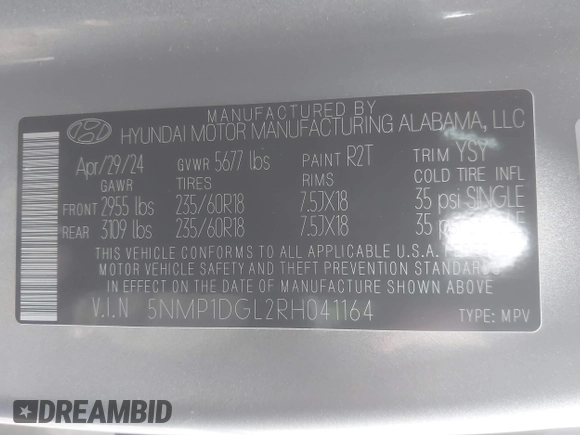 MANUFACTURED BY
HYUNDAI MOTOR MANUFACTURING ALABAMA, LLC
Apr/29/24 GVWR 5677 lbs PAINT R2T TRIM YSY
GAWR TIRES RIMS COLD TIRE INFL
FRONT 2955 lbs 235/60R18 7.5JX18 35 psi SINGLE
REAR 3109 lbs 235/60R18 7.5JX18 35
THIS VEHICLE CONFORMS TO ALL APPLICABLE U.S.A.
MOTOR VEHICLE SAFETY AND THEFT PREVENTION STANDARDS
IN EFFECT ON THE DATE OF MANUFACTURE SHOWN ABOVE.
V.I.N 5NMP1DGL2RH041164 TYPE: MPV
DREAMBID